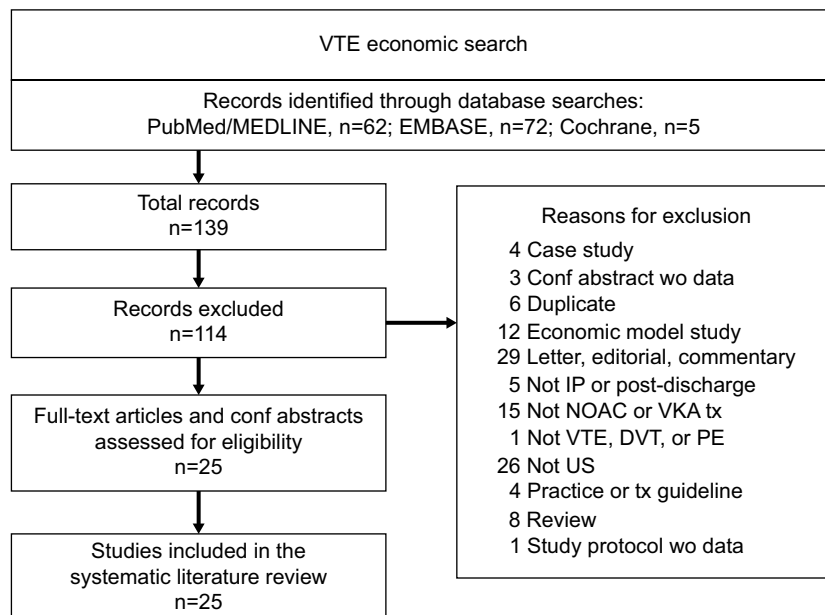 VTE economic search
Records identified through database searches:
PubMed/MEDLINE, n=62; EMBASE, n=72; Cochrane, n=5
Total records
n=139
Records excluded
n=114
Full-text articles and conf abstracts
assessed for eligibility
n=25
Studies included in the
systematic literature review
n=25
Reasons for exclusion
4 Case study
3 Conf abstract wo data
6 Duplicate
12 Economic model study
29 Letter, editorial, commentary
5 Not IP or post-discharge
15 Not NOAC or VKA tx
1 Not VTE, DVT, or PE
26 Not US
4 Practice or tx guideline
8 Review
1 Study protocol wo data